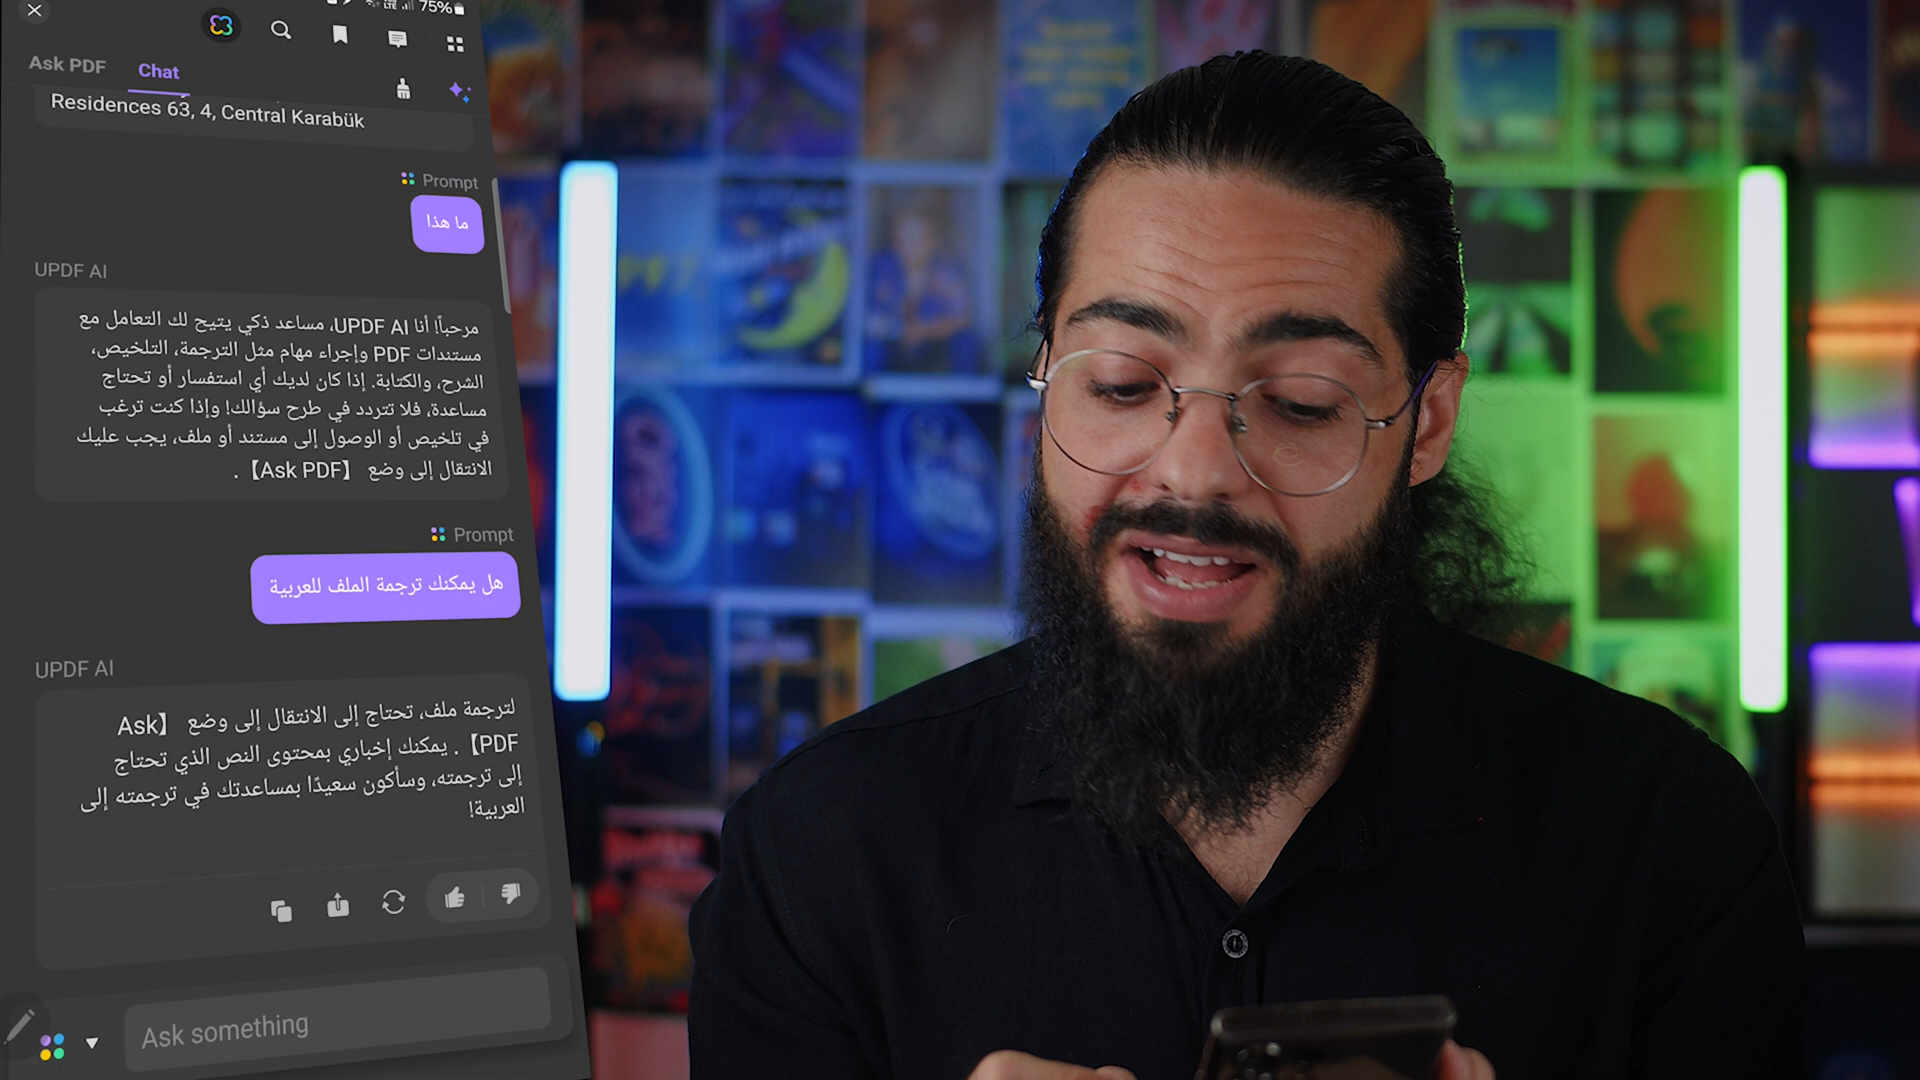 75%
Ask PDF
Chat
Residences 63, 4, Central Karabük
Prompt
ما هذا
UPDF AI
مرحباً! أنا UPDF AI، مساعد ذكي يتيح لك التعامل مع
مستندات PDF وإجراء مهام مثل الترجمة، التلخيص،
الشرح، والكتابة. إذا كان لديك أي استفسار أو تحتاج
مساعدة، فلا تتردد في طرح سؤالك! وإذا كنت ترغب
في تلخيص أو الوصول إلى مستند أو ملف، يجب عليك
الانتقال إلى وضع 【Ask PDF】.
Prompt
هل يمكنك ترجمة الملف للعربية
UPDF AI
لترجمة ملف، تحتاج إلى الانتقال إلى وضع 【Ask
PDF】. يمكنك إخباري بمحتوى النص الذي تحتاج
إلى ترجمته، وسأكون سعيدًا بمساعدتك في ترجمته إلى
العربية!
Ask something